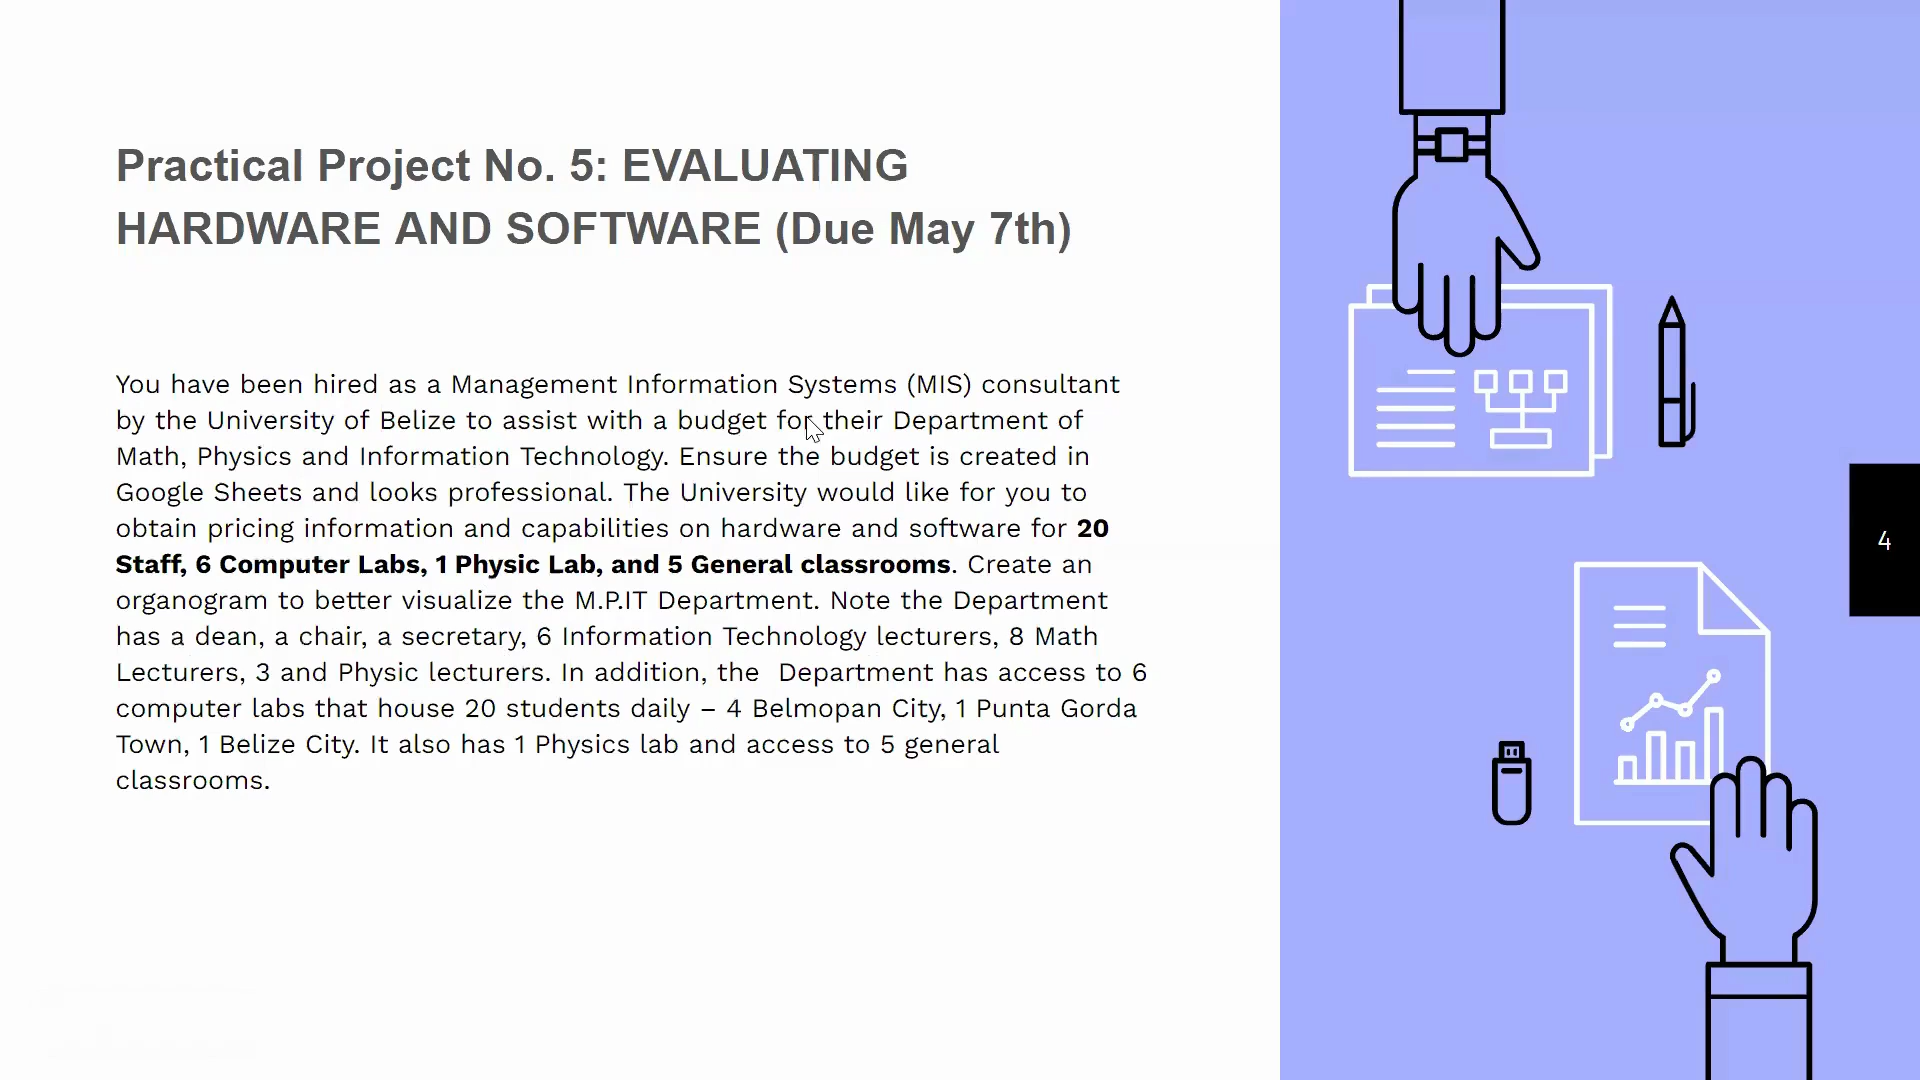 Practical Project No. 5: EVALUATING
HARDWARE AND SOFTWARE (Due May 7th)
You have been hired as a Management Information Systems (MIS) consultant
by the University of Belize to assist with a budget for their Department of
Math, Physics and Information Technology. Ensure the budget is created in
Google Sheets and looks professional. The University would like for you to
obtain pricing information and capabilities on hardware and software for 20
Staff, 6 Computer Labs, 1 Physic Lab, and 5 General classrooms. Create an
organogram to better visualize the M.P.IT Department. Note the Department
has a dean, a chair, a secretary, 6 Information Technology lecturers, 8 Math
Lecturers, 3 and Physic lecturers. In addition, the  Department has access to 6
computer labs that house 20 students daily – 4 Belmopan City, 1 Punta Gorda
Town, 1 Belize City. It also has 1 Physics lab and access to 5 general
classrooms.
4